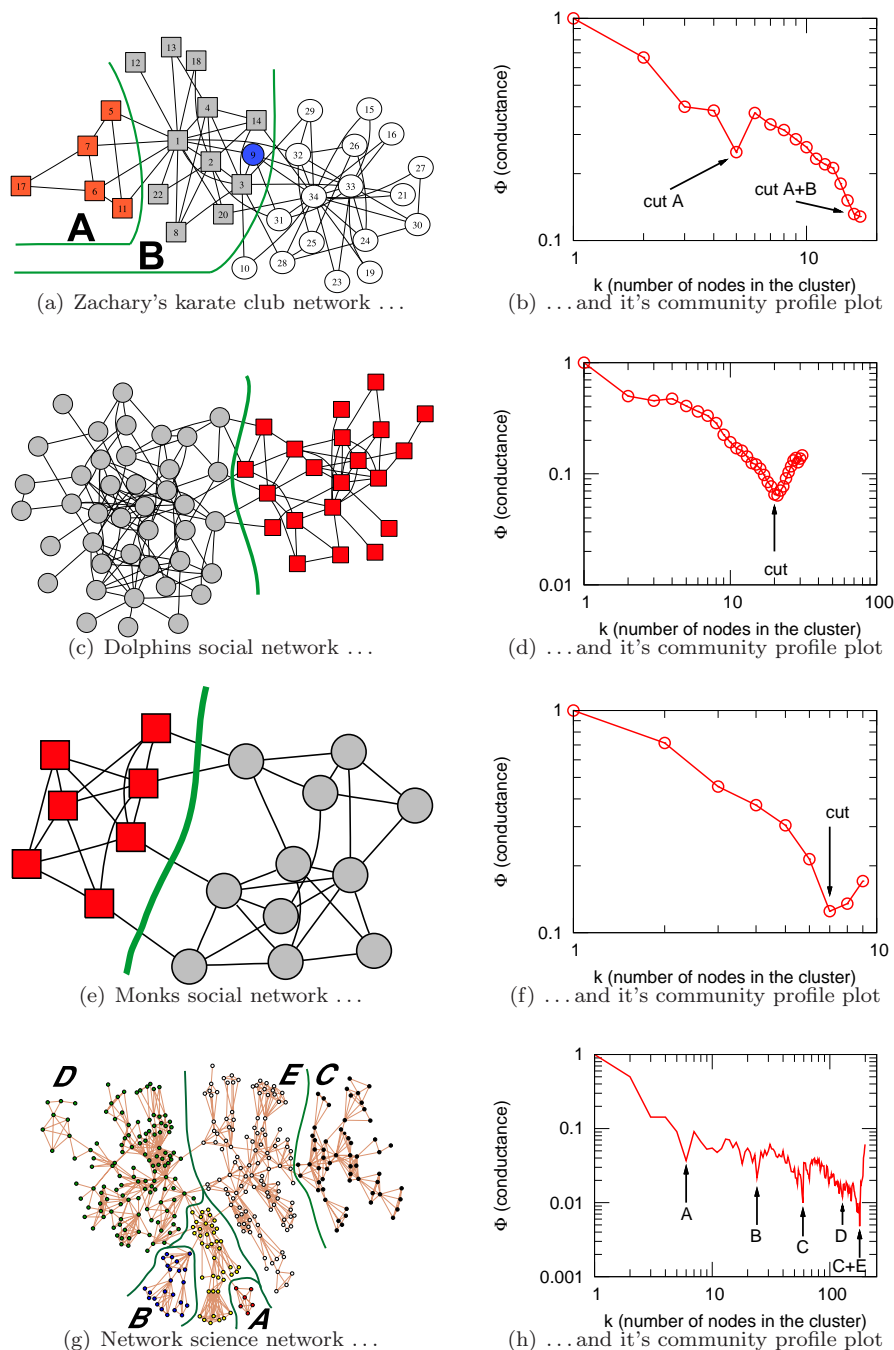 12
13
18
5
4
14
29
15
7
1
9
32
26
16
2
27
17
6
22
3
33
21
11
34
20
8
31
30
25
24
10
28
23
19
A
B
(a) Zachary's karate club network ...
1
0.1
1
10
Φ (conductance)
k (number of nodes in the cluster)
cut A
cut A+B
(b) ...and it's community profile plot
(c) Dolphins social network ...
1
0.1
0.01
1
10
100
Φ (conductance)
k (number of nodes in the cluster)
cut
(d) ...and it's community profile plot
(e) Monks social network ...
1
0.1
1
10
Φ (conductance)
k (number of nodes in the cluster)
cut
(f) ...and it's community profile plot
D
E
C
B
A
(g) Network science network ...
1
0.1
0.01
0.001
1
10
100
Φ (conductance)
k (number of nodes in the cluster)
A
B
C
D
C+E
(h) ...and it's community profile plot